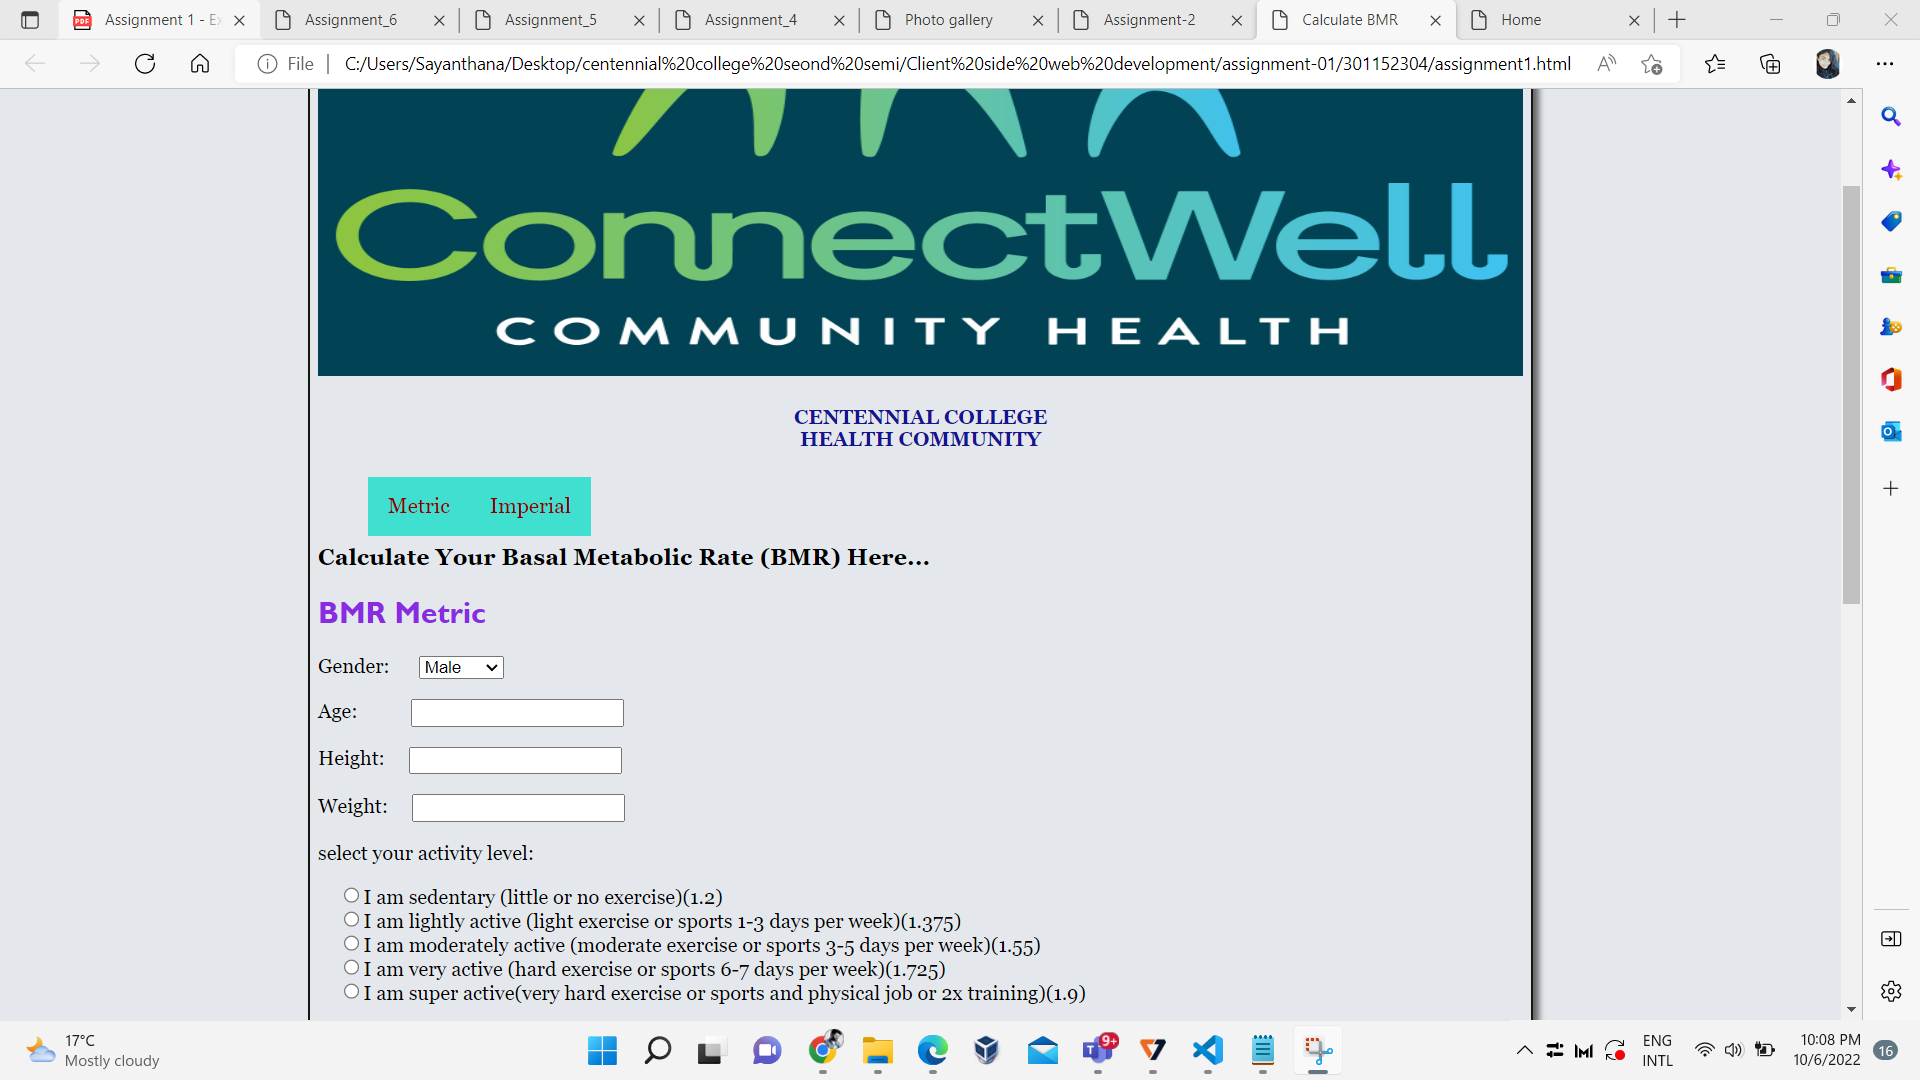 Assignment 1 - Ex
Assignment_6
Assignment_5
Assignment_4
Photo gallery
Assignment-2
Calculate BMR
Home
File
C:/Users/Sayanthana/Desktop/centennial%20college%20seond%20semi/Client%20side%20web%20development/assignment-01/301152304/assignment1.html
ConnectWell
COMMUNITY HEALTH
CENTENNIAL COLLEGE
HEALTH COMMUNITY
Metric Imperial
Calculate Your Basal Metabolic Rate (BMR) Here...
BMR Metric
Gender: Male
Age:
Height:
Weight:
select your activity level:
I am sedentary (little or no exercise)(1.2)
I am lightly active (light exercise or sports 1-3 days per week)(1.375)
I am moderately active (moderate exercise or sports 3-5 days per week)(1.55)
I am very active (hard exercise or sports 6-7 days per week)(1.725)
I am super active(very hard exercise or sports and physical job or 2x training)(1.9)
17°C
Mostly cloudy
9+
ENG
INTL
10:08 PM
10/6/2022
16